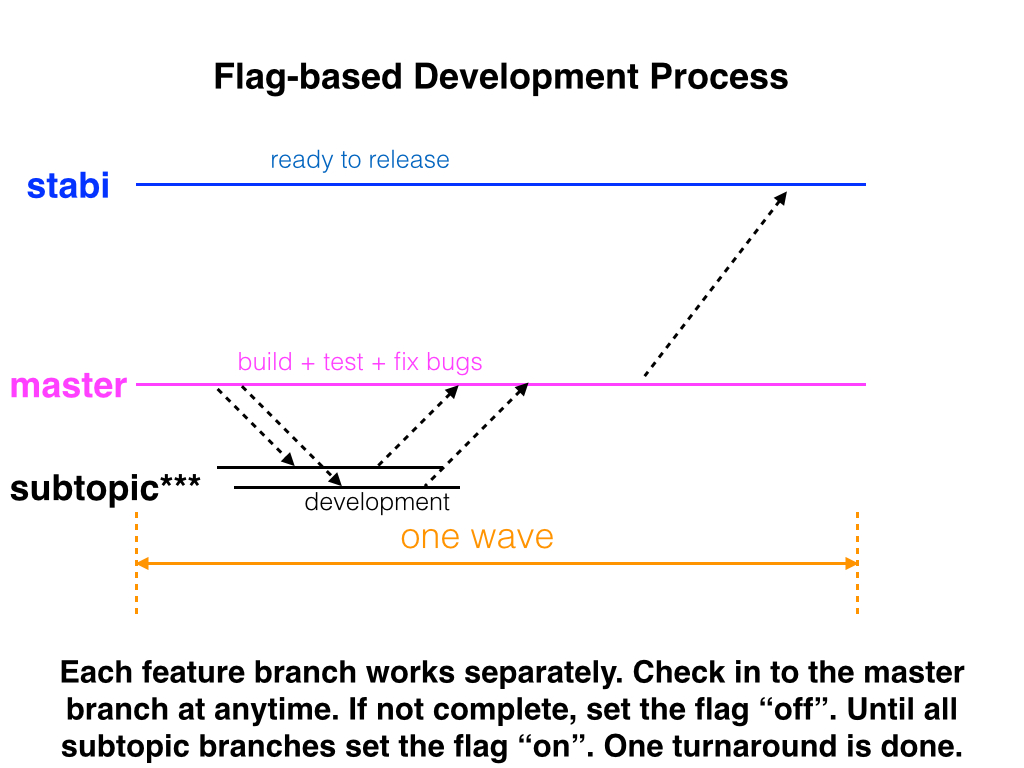 Flag-based Development Process
ready to release
stabi
build + test + fix bugs
master
subtopic***
development
one wave
Each feature branch works separately. Check in to the master
branch at anytime. If not complete, set the flag “off”. Until all
subtopic branches set the flag “on”. One turnaround is done.